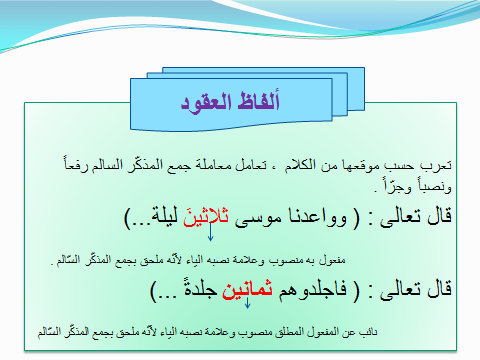 ألفاظ العقود
تعرب حسب موقعها من الكلام ، تعامل معاملة جمع المذكّر السالم رفعاً
ونصباً وجرّاً .
قال تعالى : ( وواعدنا موسى ثلاثينَ ليلة...)
مفعول به منصوب وعلامة نصبه الياء لأنّه ملحق بجمع المذكّر السّالم .
قال تعالى : ( فاجلدوهم ثمانين جلدةً ...)
نائب عن المفعول المطلق منصوب وعلامة نصبه الياء لأنّه ملحق بجمع المذكّر السّالم